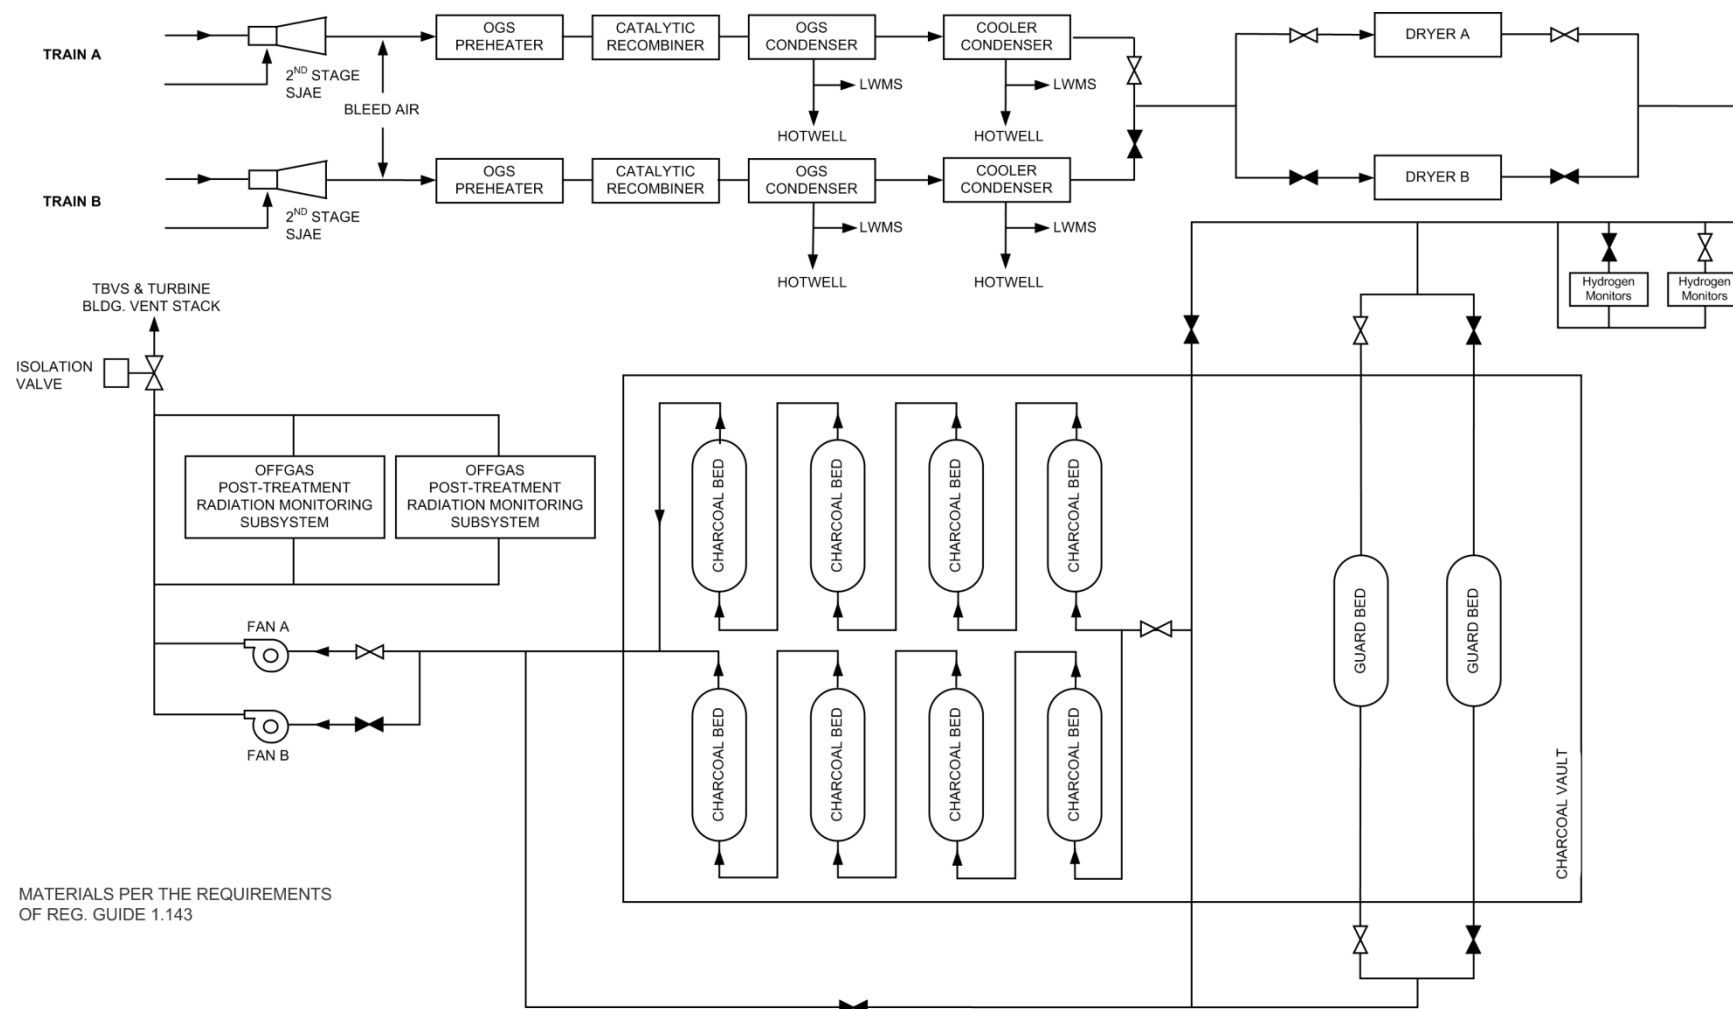 TRAIN A
2ND STAGE
SJAE
BLEED AIR
OGS
PREHEATER
CATALYTIC
RECOMBINER
OGS
CONDENSER
COOLER
CONDENSER
LWMS
HOTWELL
LWMS
HOTWELL
DRYER A
TRAIN B
2ND STAGE
SJAE
OGS
PREHEATER
CATALYTIC
RECOMBINER
OGS
CONDENSER
COOLER
CONDENSER
LWMS
HOTWELL
LWMS
HOTWELL
DRYER B
Hydrogen
Monitors
Hydrogen
Monitors
TBVS & TURBINE
BLDG. VENT STACK
ISOLATION
VALVE
OFFGAS
POST-TREATMENT
RADIATION MONITORING
SUBSYSTEM
OFFGAS
POST-TREATMENT
RADIATION MONITORING
SUBSYSTEM
FAN A
FAN B
CHARCOAL BED
CHARCOAL BED
CHARCOAL BED
CHARCOAL BED
CHARCOAL BED
CHARCOAL BED
CHARCOAL BED
CHARCOAL BED
GUARD BED
GUARD BED
CHARCOAL VAULT
MATERIALS PER THE REQUIREMENTS
OF REG. GUIDE 1.143